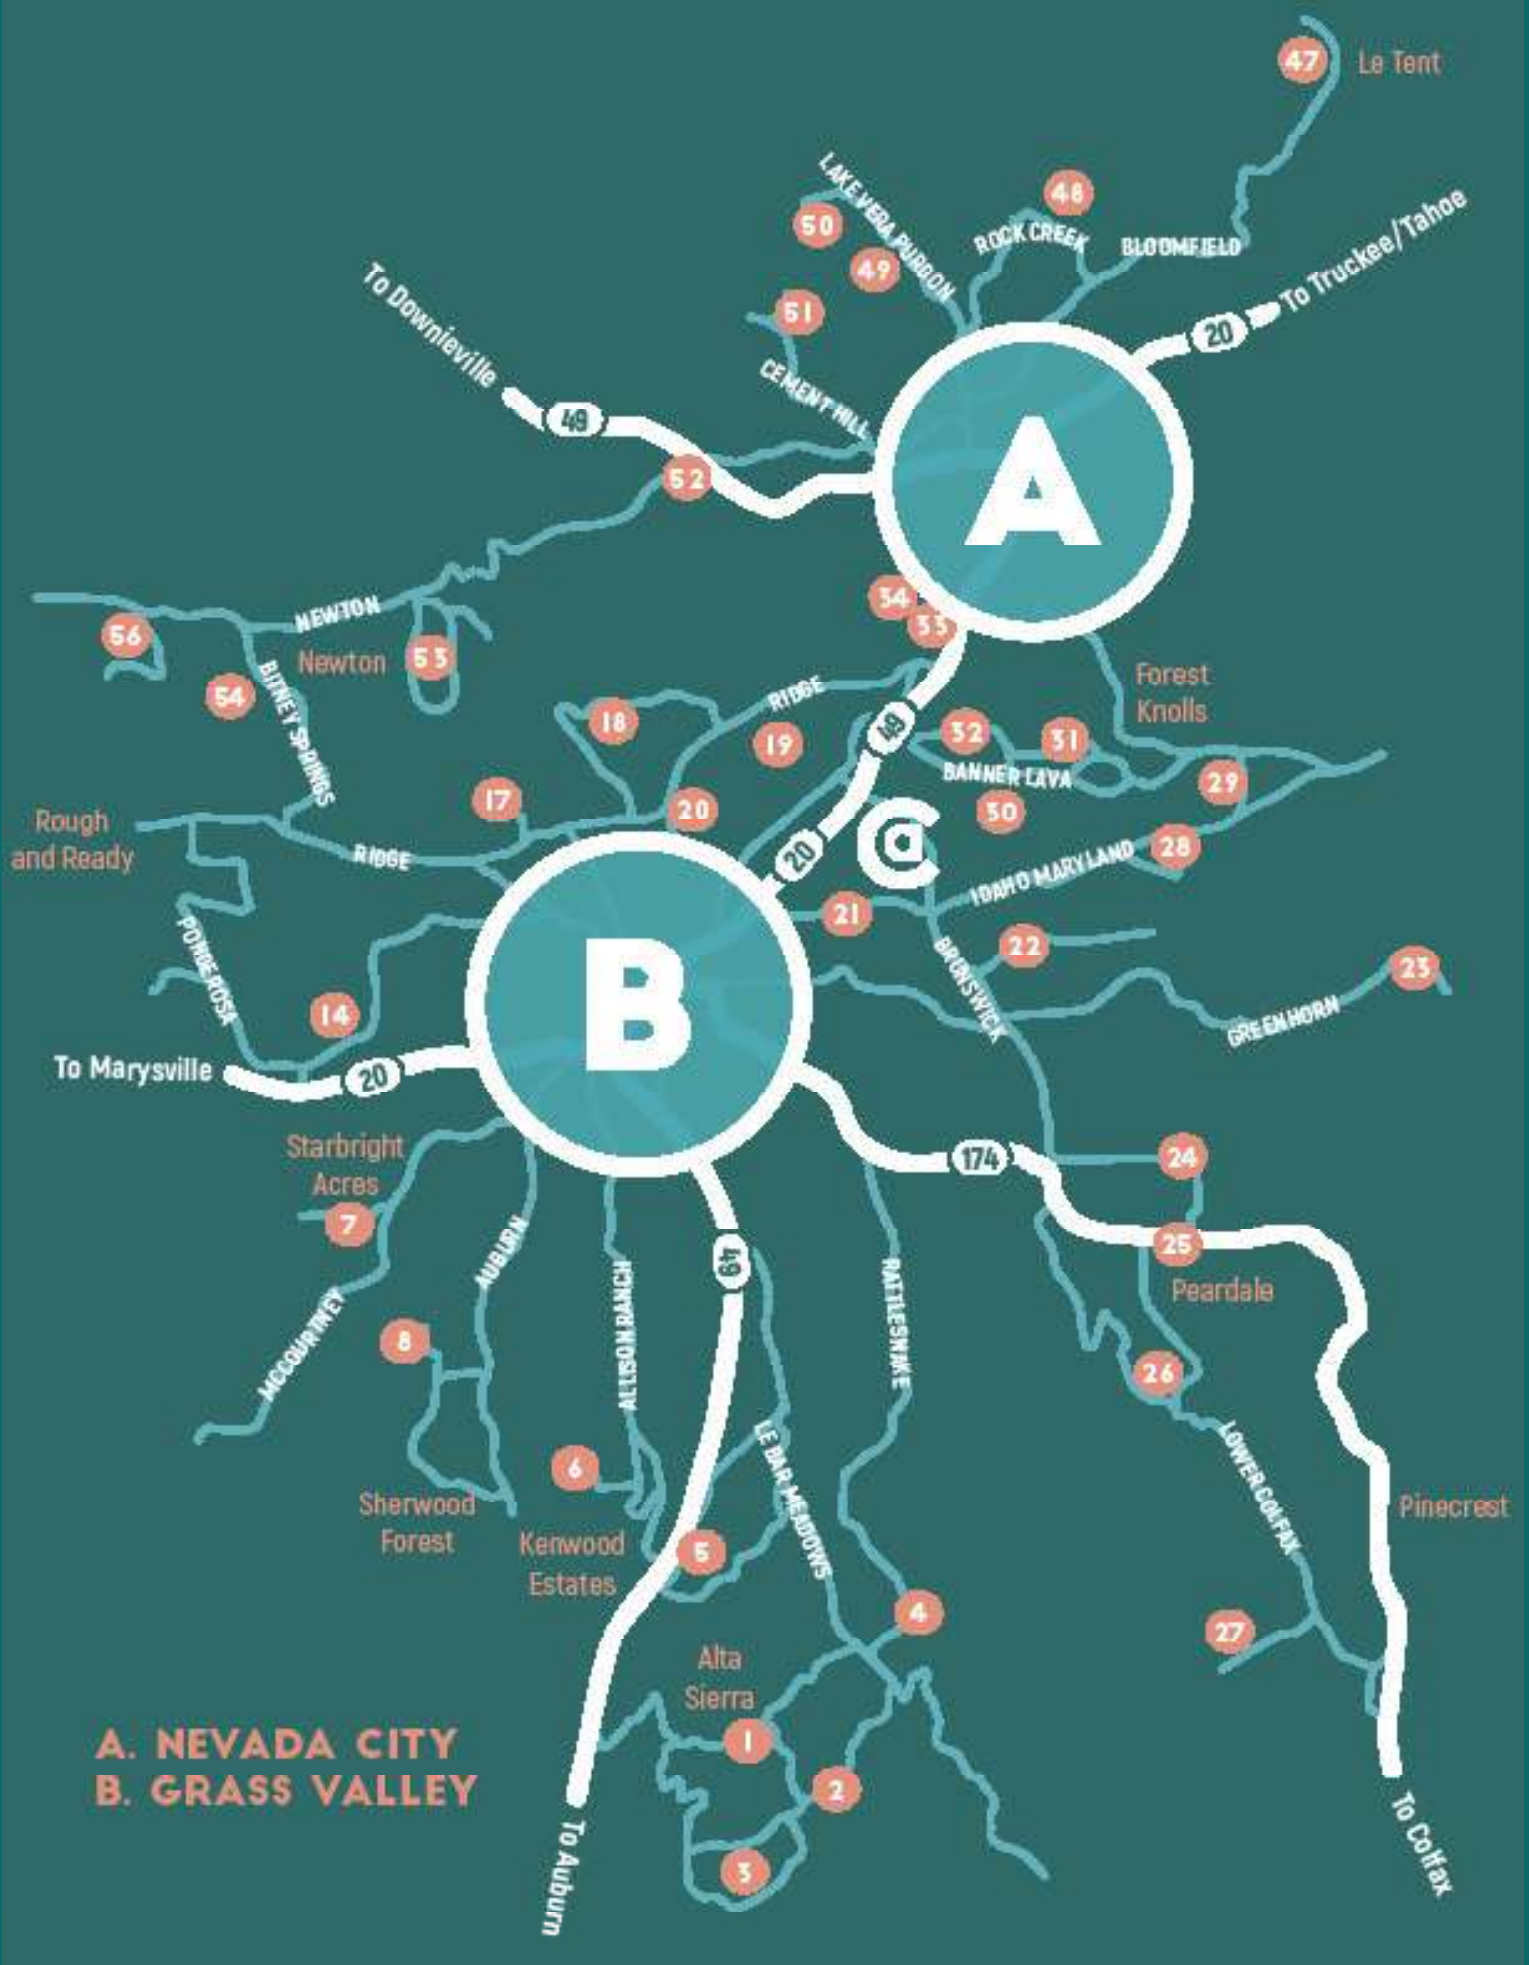 47
Le Tent
LAKE VERA PURDON
48
50
ROCK CREEK
BLOOMFIELD
49
To Truckee/Tahoe
To Downieville
51
20
CEMENT HILL
49
A
52
34
33
NEWTON
56
Newton
53
54
BITNEY SPRINGS
Forest
Knolls
RIDGE
18
19
49
32
31
BANNER LAVA
29
17
20
30
Rough
and Ready
RIDGE
20
C
28
IDAHO MARYLAND
21
PONDEROSA
B
BRUNSWICK
22
23
14
GREENHORN
To Marysville
20
Starbright
Acres
174
24
7
AUBURN
49
ALLISON RANCH
RATTLESNAKE
25
Peardale
MCCOURTNEY
8
26
LE BAR MEADOWS
LOWER COLFAX
6
Sherwood
Forest
Kenwood
Estates
5
Pinecrest
4
27
Alta
Sierra
1
2
3
A. NEVADA CITY
B. GRASS VALLEY
To Auburn
To Colfax